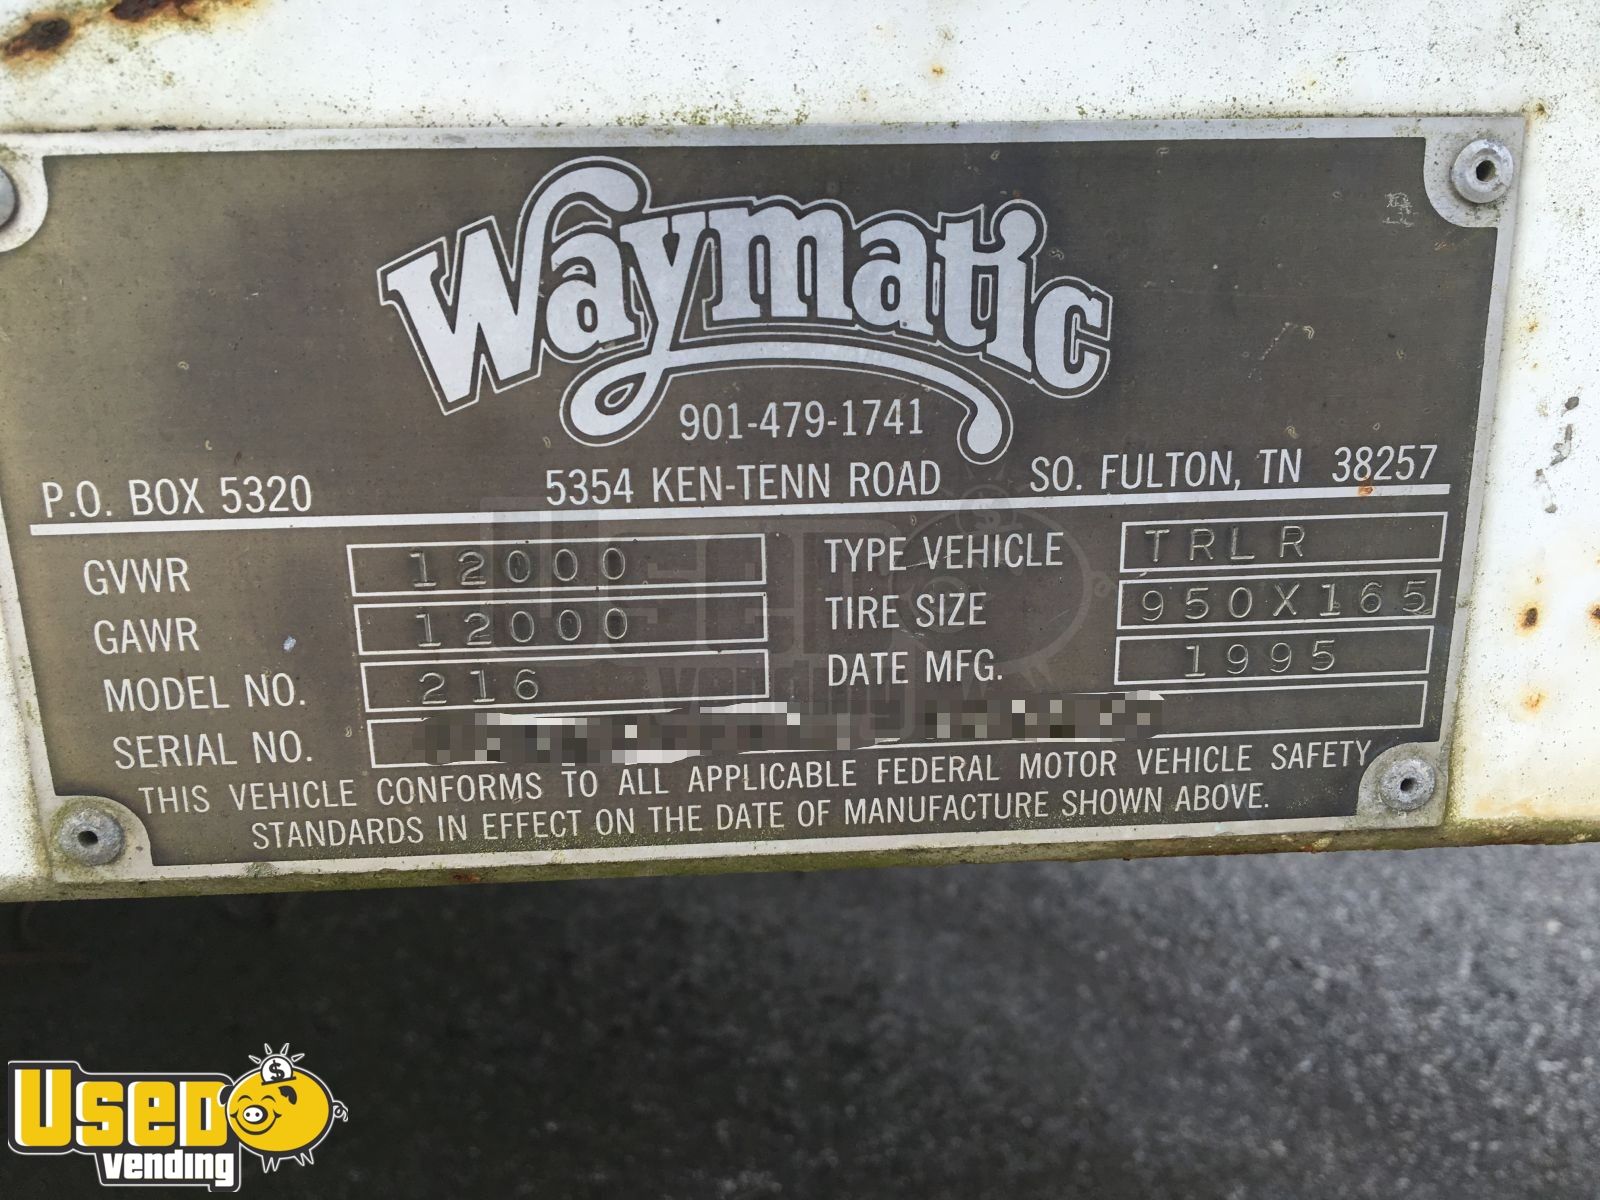 Waymatic
901-479-1741
P.O. BOX 5320 5354 KEN-TENN ROAD SO. FULTON, TN 38257
GVWR 12000 TYPE VEHICLE TRLR
GAWR 12000 TIRE SIZE 950X165
MODEL NO. 216 DATE MFG. 1995
SERIAL NO.
THIS VEHICLE CONFORMS TO ALL APPLICABLE FEDERAL MOTOR VEHICLE SAFETY
STANDARDS IN EFFECT ON THE DATE OF MANUFACTURE SHOWN ABOVE.
USED
vending
$
USED
vending
$